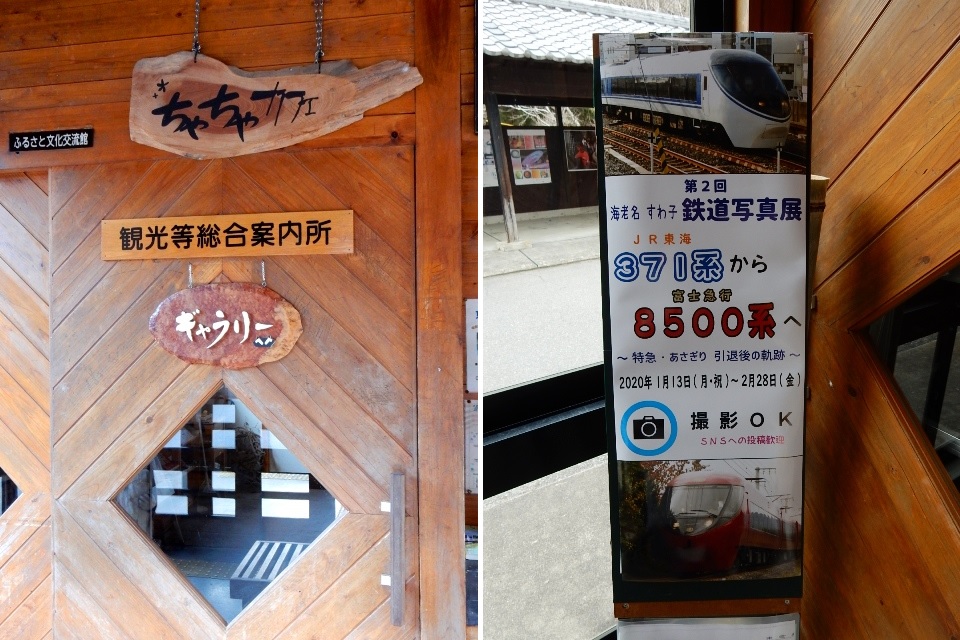 ちゃちゃカフェ
ふるさと文化交流館
観光等総合案内所
ギャラリー
第2回
海老名 すわ子 鉄道写真展
JR東海
371系から
富士急行
8500系へ
～特急・あさぎり 引退後の軌跡～
2020年1月13日(月・祝)～2月28日(金)
撮影OK
SNSへの投稿歓迎